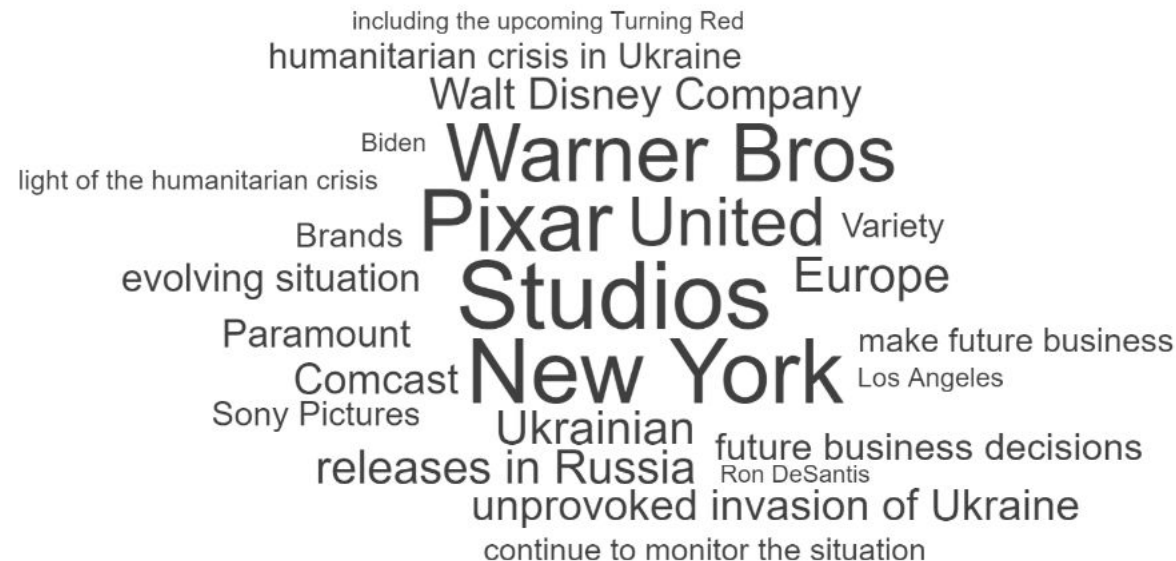 including the upcoming Turning Red
humanitarian crisis in Ukraine
Walt Disney Company
Biden
Warner Bros
light of the humanitarian crisis
Brands
Pixar
United
Variety
evolving situation
Studios
Europe
Paramount
New York
make future business
Comcast
Los Angeles
Sony Pictures
Ukrainian
future business decisions
releases in Russia
Ron DeSantis
unprovoked invasion of Ukraine
continue to monitor the situation